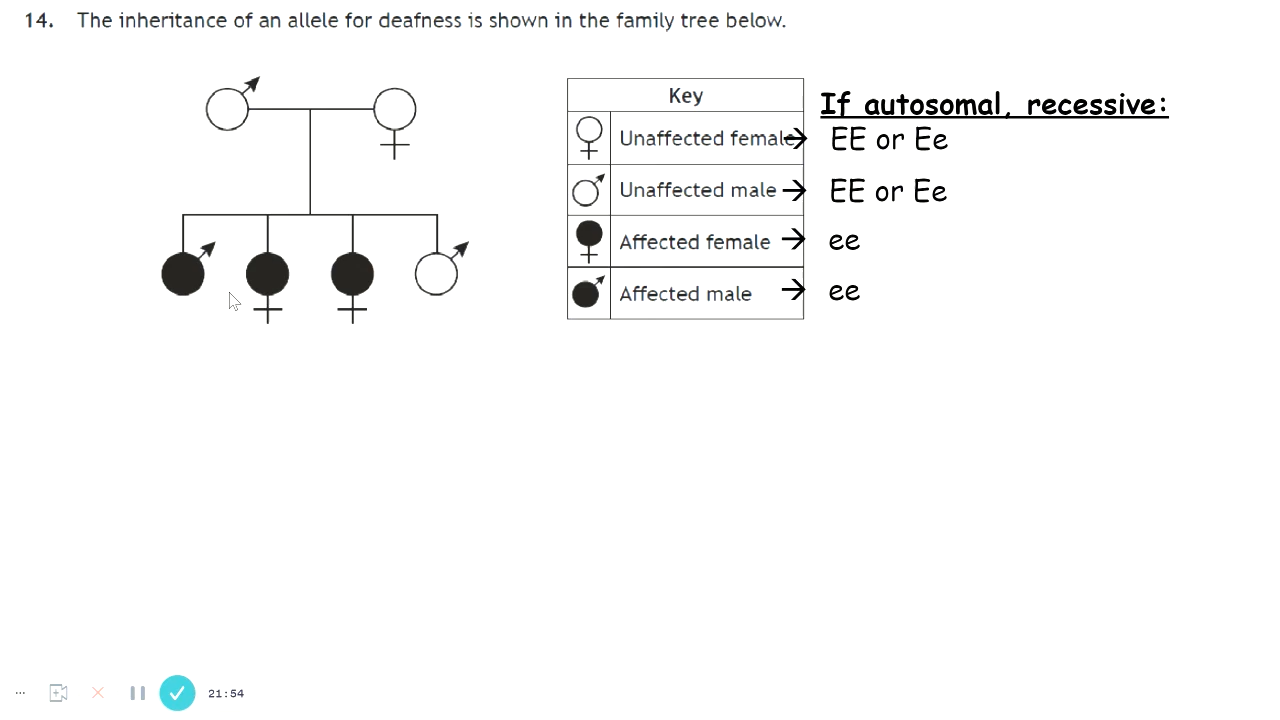 14. The inheritance of an allele for deafness is shown in the family tree below.
Key
If autosomal, recessive:
Unaffected female → EE or Ee
Unaffected male → EE or Ee
Affected female → ee
Affected male → ee
... 21:54